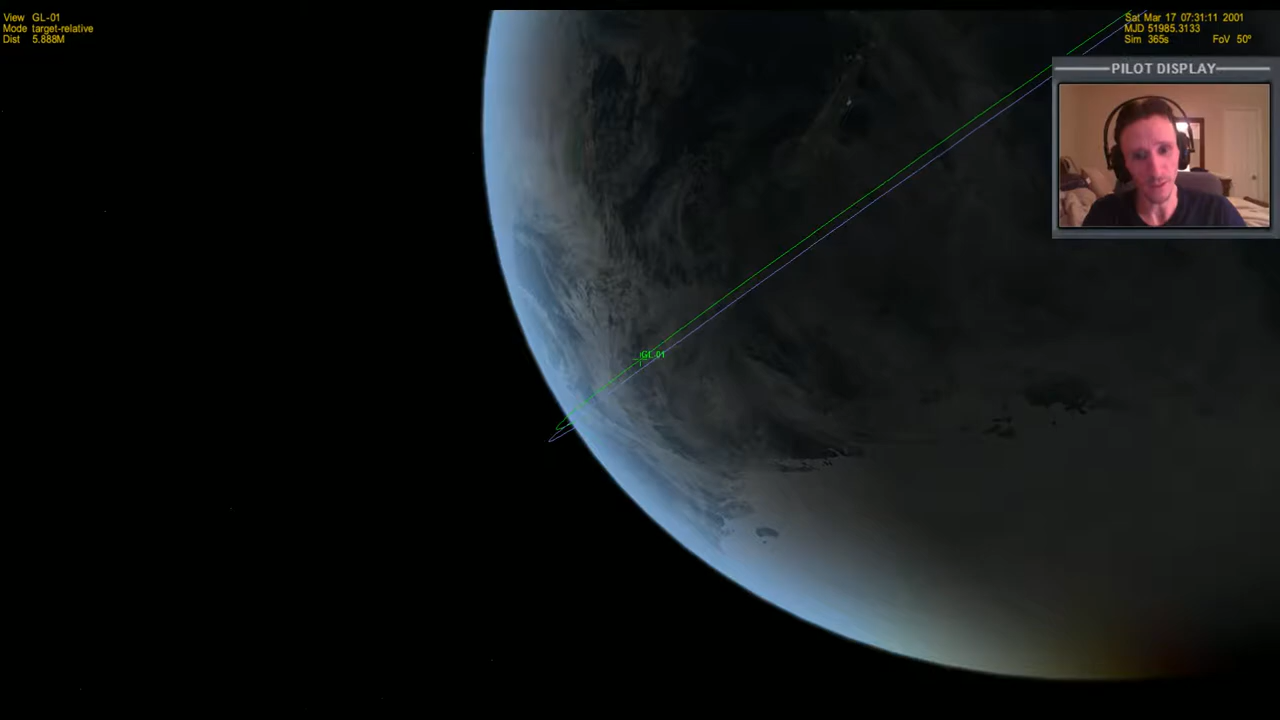 View GL-01
Mode target-relative
Dist 5.888M
Sat Mar 17 07:31:11 2001
MJD 51985.3133
Sim 365s FoV 50º
PILOT DISPLAY
GL-01